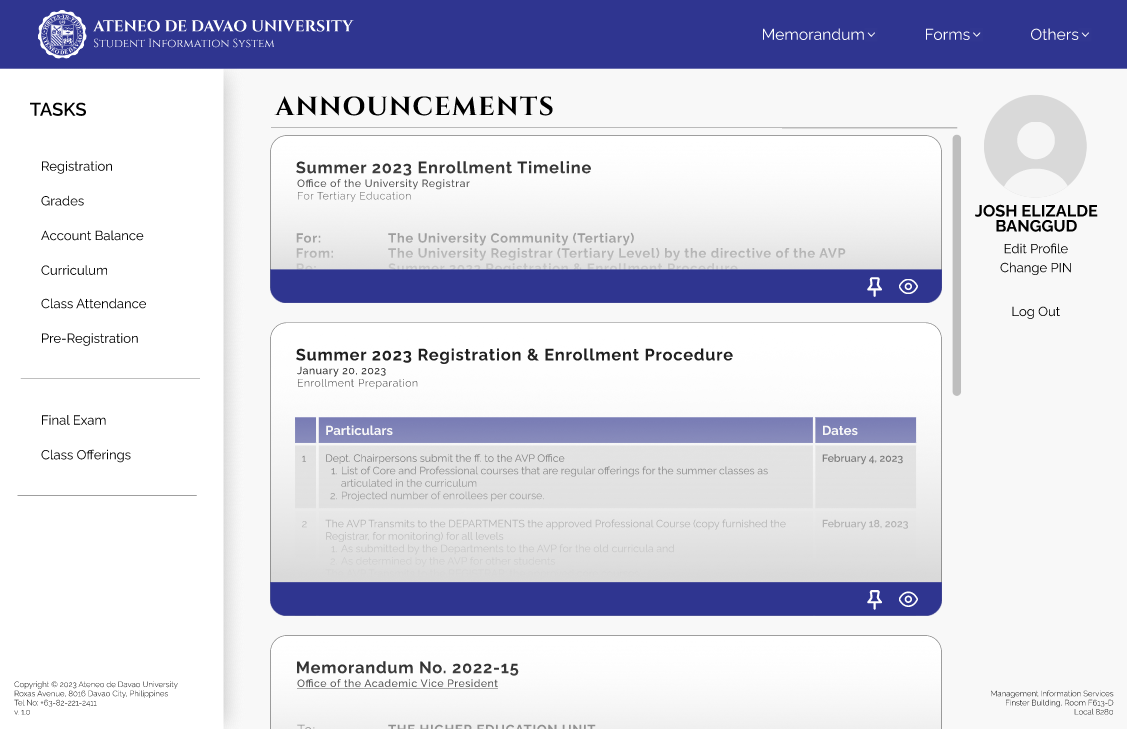 ATENEO DE DAVAO UNIVERSITY
STUDENT INFORMATION SYSTEM
Memorandum
Forms
Others
TASKS
Registration
Grades
Account Balance
Curriculum
Class Attendance
Pre-Registration
Final Exam
Class Offerings
Copyright © 2023 Ateneo de Davao University
Roxas Avenue, 8016 Davao City, Philippines
Tel No: +63-82-221-2411
v. 1.0
ANNOUNCEMENTS
Summer 2023 Enrollment Timeline
Office of the University Registrar
For Tertiary Education
For: The University Community (Tertiary)
From: The University Registrar (Tertiary Level) by the directive of the AVP
Re: Summer 2023 Registration & Enrollment Procedure
Summer 2023 Registration & Enrollment Procedure
January 20, 2023
Enrollment Preparation
Particulars Dates
1 Dept. Chairpersons submit the ff. to the AVP Office February 4, 2023
1. List of Core and Professional courses that are regular offerings for the summer classes as
articulated in the curriculum
2. Projected number of enrollees per course.
2 The AVP Transmits to the DEPARTMENTS the approved Professional Course (copy furnished the February 18, 2023
Registrar, for monitoring) for all levels
1. As submitted by the Departments to the AVP for the old curricula and
2. As determined by the AVP for other students
Memorandum No. 2022-15
Office of the Academic Vice President
To: THE HIGHER EDUCATION UNIT
JOSH ELIZALDE
BANGGUD
Edit Profile
Change PIN
Log Out
Management Information Services
Finster Building, Room F613-D
Local 8280